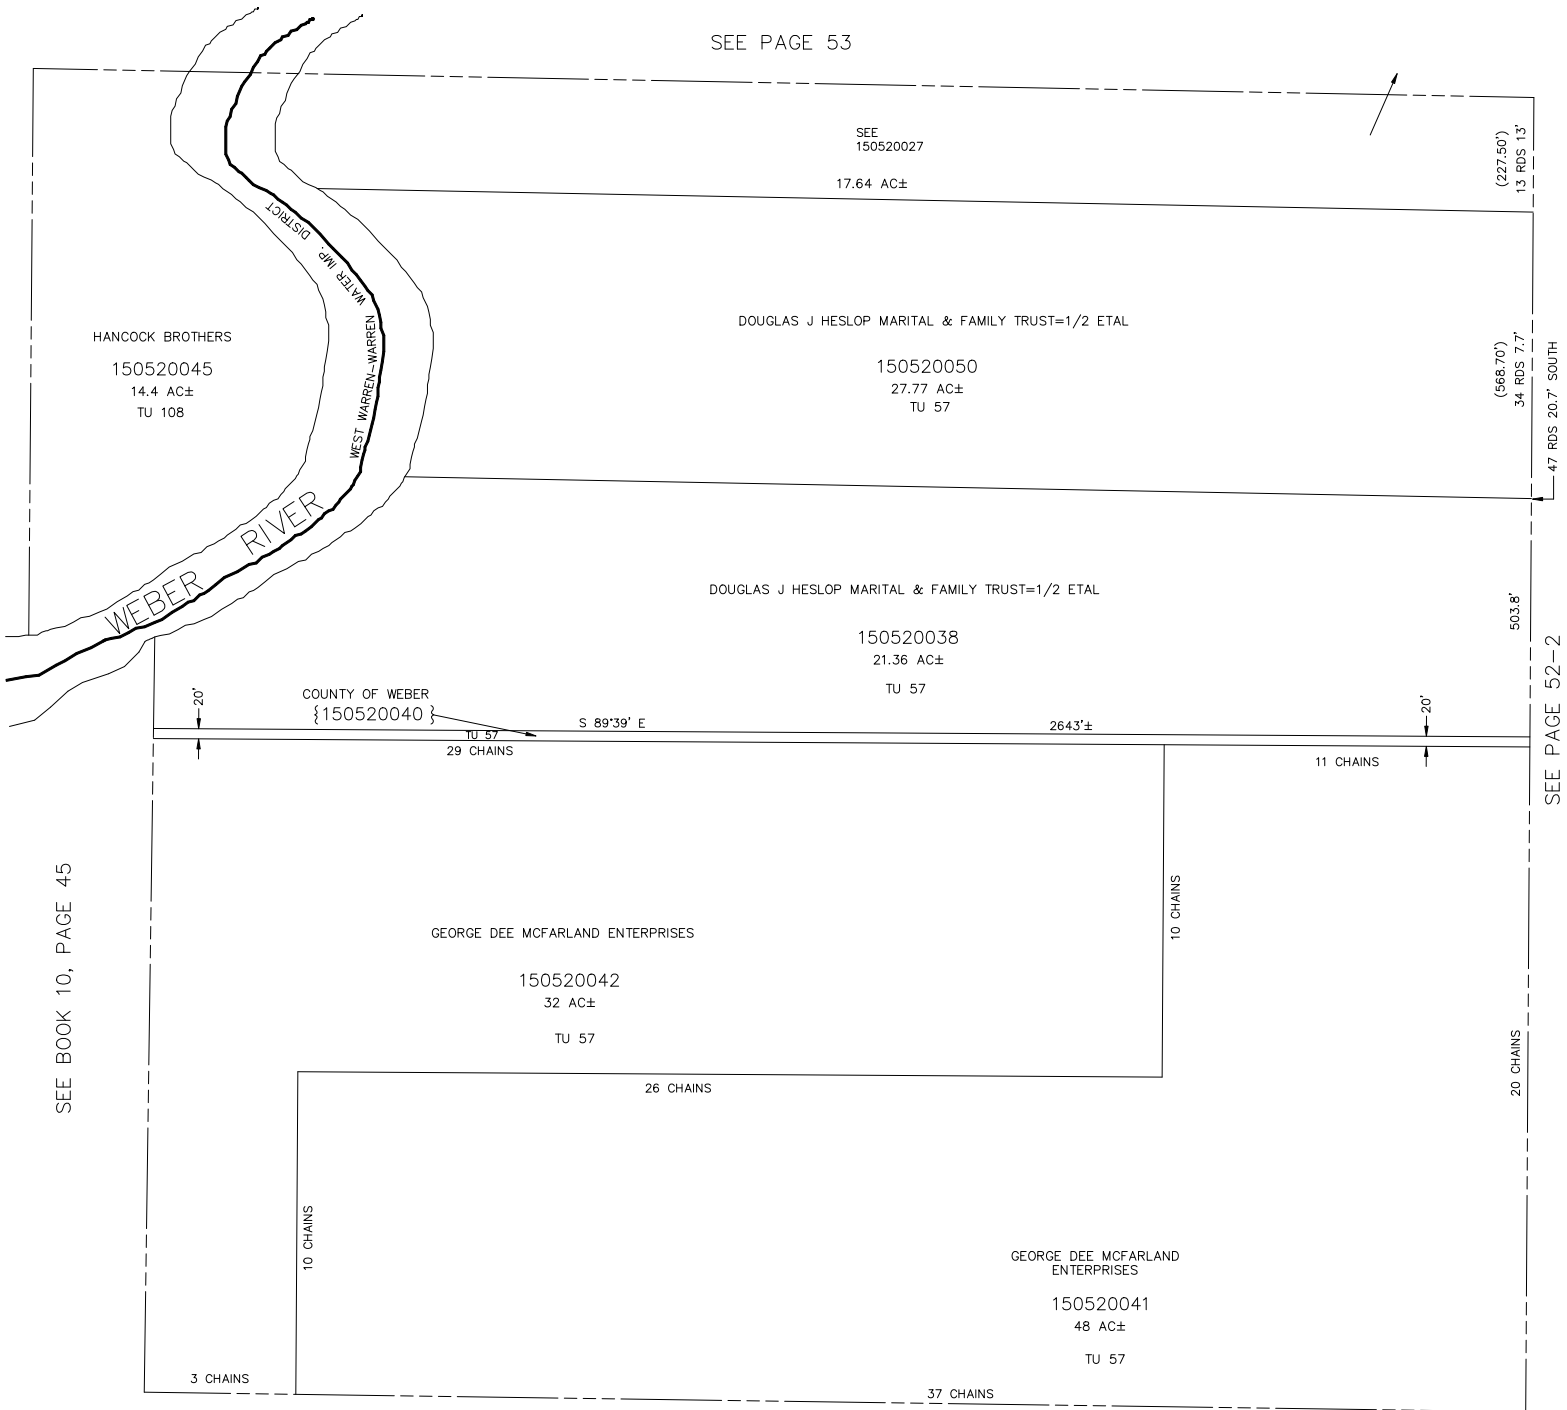 SEE PAGE 53
SEE
150520027
17.64 AC±
(227.50')
13 RDS 13'
WEST WARREN-WARREN WATER IMP. DISTRICT
HANCOCK BROTHERS
150520045
14.4 AC±
TU 108
DOUGLAS J HESLOP MARITAL & FAMILY TRUST=1/2 ETAL
150520050
27.77 AC±
TU 57
(568.70')
34 RDS 7.7'
47 RDS 20.7' SOUTH
WEBER RIVER
DOUGLAS J HESLOP MARITAL & FAMILY TRUST=1/2 ETAL
150520038
21.36 AC±
TU 57
503.8'
SEE PAGE 52-2
20'
COUNTY OF WEBER
{150520040}
S 89°39' E
2643'±
20'
TU 57
29 CHAINS
11 CHAINS
SEE BOOK 10, PAGE 45
GEORGE DEE MCFARLAND ENTERPRISES
150520042
32 AC±
TU 57
10 CHAINS
26 CHAINS
20 CHAINS
10 CHAINS
GEORGE DEE MCFARLAND
ENTERPRISES
150520041
48 AC±
TU 57
3 CHAINS
37 CHAINS